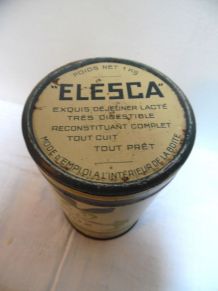 POIDS NET 1 KG
"ELESCA"
EXQUIS DÉJEUNER LACTÉ
TRÈS DIGESTIBLE
RECONSTITUANT COMPLET
TOUT CUIT
TOUT PRÊT
MODE D'EMPLOI A L'INTÉRIEUR DE LA BOITE